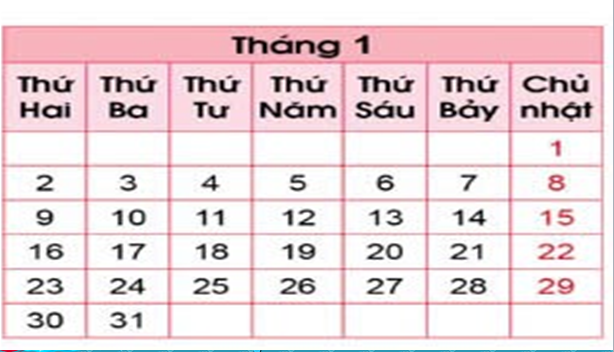 Tháng 1
Thứ Hai Thứ Ba Thứ Tư Thứ Năm Thứ Sáu Thứ Bảy Chủ nhật
1
2 3 4 5 6 7 8
9 10 11 12 13 14 15
16 17 18 19 20 21 22
23 24 25 26 27 28 29
30 31